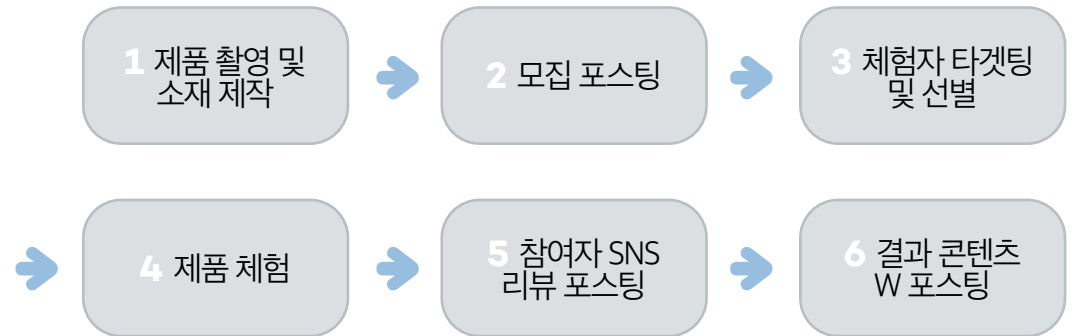 1 제품 촬영 및
소재 제작
2 모집 포스팅
3 체험자 타겟팅
및 선별
4 제품 체험
5 참여자 SNS
리뷰 포스팅
6 결과 콘텐츠
W 포스팅